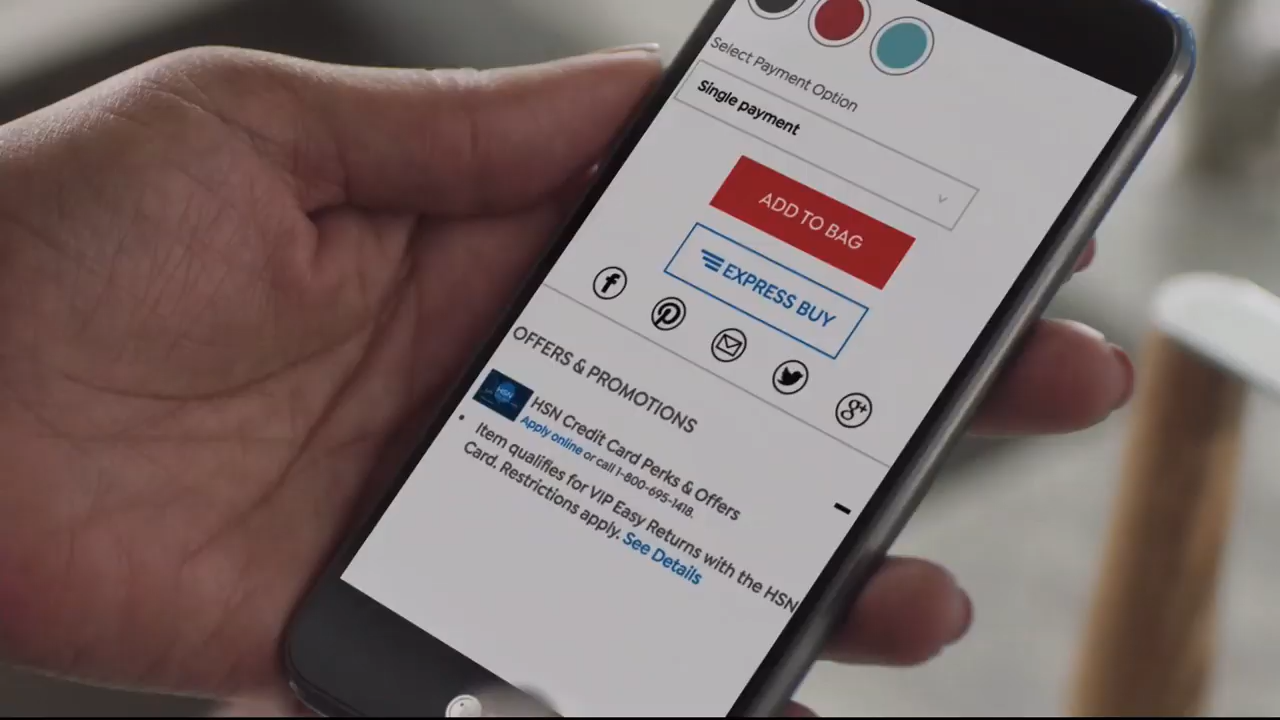 Select Payment Option
Single payment
ADD TO BAG
EXPRESS BUY
OFFERS & PROMOTIONS
HSN
HSN Credit Card Perks & Offers
Apply online or call 1-800-695-1418.
Item qualifies for VIP Easy Returns with the HSN
Card. Restrictions apply. See Details